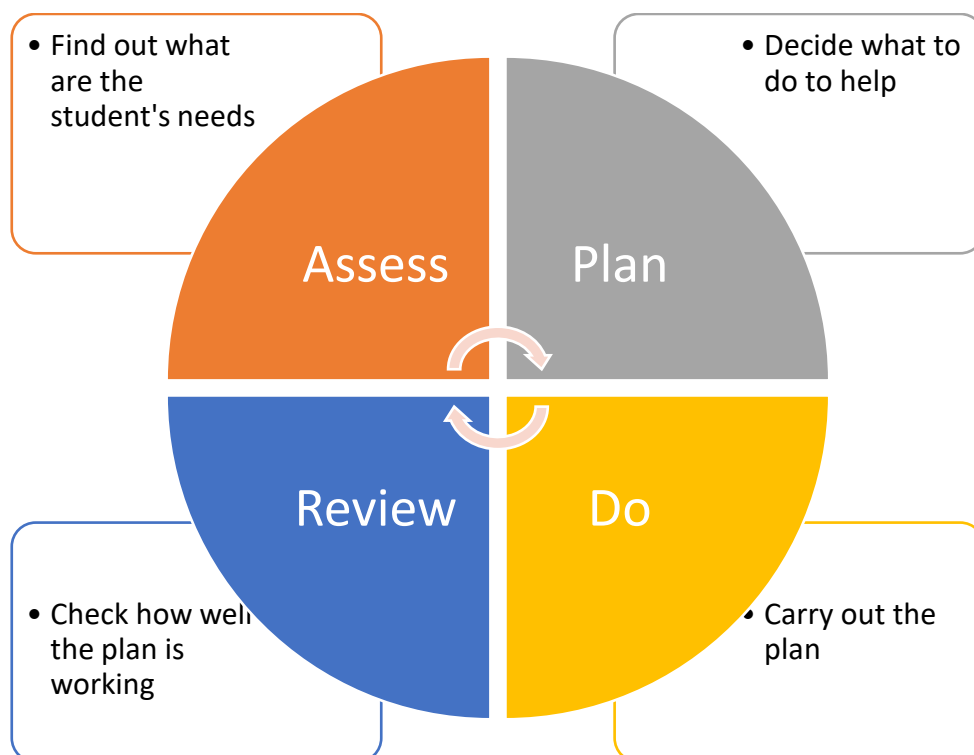 • Find out what
are the
student's needs
• Decide what to
do to help
Assess
Plan
Review
Do
• Check how well
the plan is
working
• Carry out the
plan